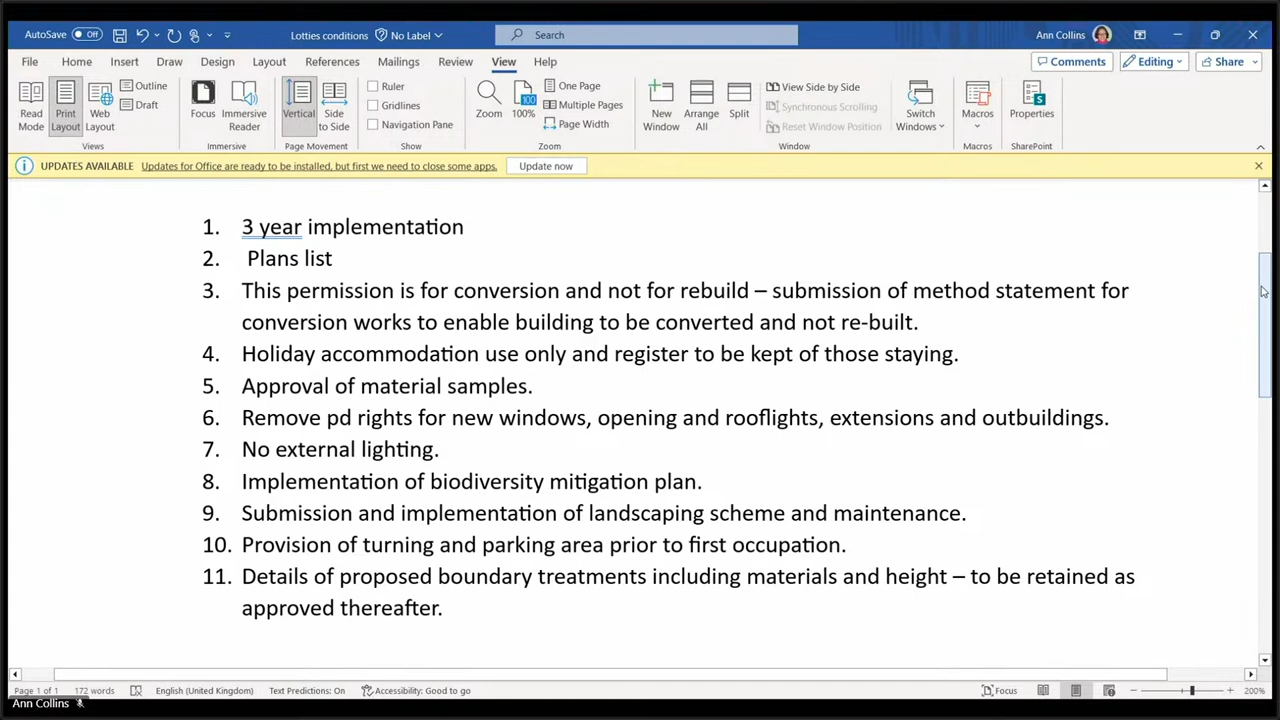 AutoSave Off Lotties conditions No Label Search Ann Collins
File Home Insert Draw Design Layout References Mailings Review View Help Comments Editing Share
Read Mode
Print Layout
Web Layout
Outline
Draft
Views
Focus
Immersive Reader
Immersive
Vertical
Side to Side
Page Movement
Ruler
Gridlines
Navigation Pane
Show
Zoom
100
100%
One Page
Multiple Pages
Page Width
Zoom
New Window
Arrange All
Split
View Side by Side
Synchronous Scrolling
Reset Window Position
Switch Windows
Window
Macros
Macros
Properties
SharePoint
UPDATES AVAILABLE Updates for Office are ready to be installed, but first we need to close some apps. Update now
1. 3 year implementation
2. Plans list
3. This permission is for conversion and not for rebuild – submission of method statement for
conversion works to enable building to be converted and not re-built.
4. Holiday accommodation use only and register to be kept of those staying.
5. Approval of material samples.
6. Remove pd rights for new windows, opening and rooflights, extensions and outbuildings.
7. No external lighting.
8. Implementation of biodiversity mitigation plan.
9. Submission and implementation of landscaping scheme and maintenance.
10. Provision of turning and parking area prior to first occupation.
11. Details of proposed boundary treatments including materials and height – to be retained as
approved thereafter.
Page 1 of 1 172 words English (United Kingdom) Text Predictions: On Accessibility: Good to go Focus 200%
Ann Collins